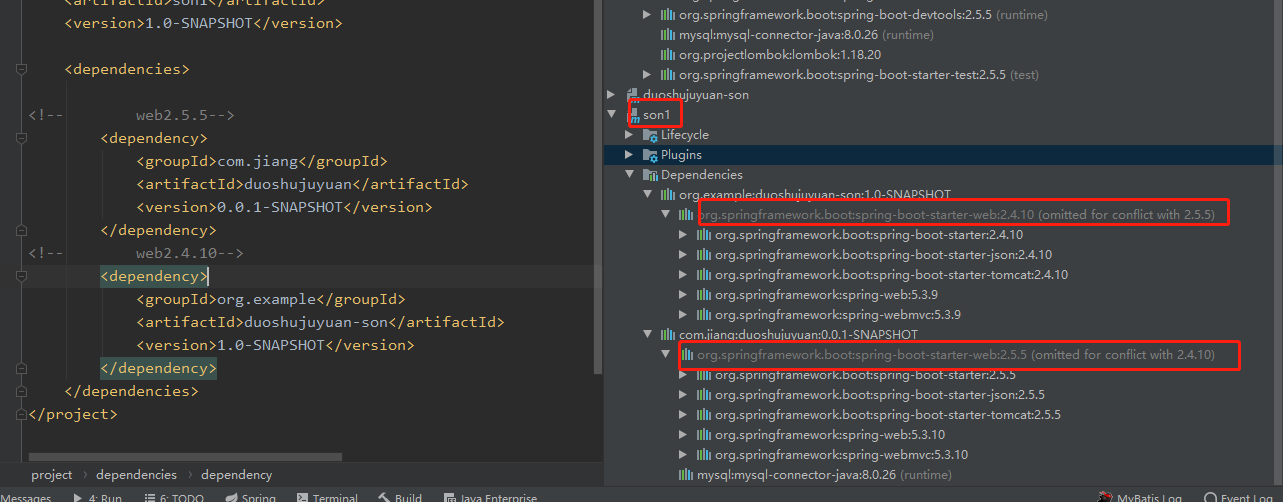 <artifactId>son1</artifactId>
<version>1.0-SNAPSHOT</version>
<dependencies>
<!-- web2.5.5-->
<dependency>
<groupId>com.jiang</groupId>
<artifactId>duoshujuyuan</artifactId>
<version>0.0.1-SNAPSHOT</version>
</dependency>
<!-- web2.4.10-->
<dependency>
<groupId>org.example</groupId>
<artifactId>duoshujuyuan-son</artifactId>
<version>1.0-SNAPSHOT</version>
</dependency>
</dependencies>
</project>
project › dependencies › dependency
org.springframework.boot:spring-boot-devtools:2.5.5 (runtime)
mysql:mysql-connector-java:8.0.26 (runtime)
org.projectlombok:lombok:1.18.20
org.springframework.boot:spring-boot-starter-test:2.5.5 (test)
duoshujuyuan-son
son1
Lifecycle
Plugins
Dependencies
org.example:duoshujuyuan-son:1.0-SNAPSHOT
org.springframework.boot:spring-boot-starter-web:2.4.10 (omitted for conflict with 2.5.5)
org.springframework.boot:spring-boot-starter:2.4.10
org.springframework.boot:spring-boot-starter-json:2.4.10
org.springframework.boot:spring-boot-starter-tomcat:2.4.10
org.springframework:spring-web:5.3.9
org.springframework:spring-webmvc:5.3.9
com.jiang:duoshujuyuan:0.0.1-SNAPSHOT
org.springframework.boot:spring-boot-starter-web:2.5.5 (omitted for conflict with 2.4.10)
org.springframework.boot:spring-boot-starter:2.5.5
org.springframework.boot:spring-boot-starter-json:2.5.5
org.springframework.boot:spring-boot-starter-tomcat:2.5.5
org.springframework:spring-web:5.3.10
org.springframework:spring-webmvc:5.3.10
mysql:mysql-connector-java:8.0.26 (runtime)
Messages 4: Run 6: TODO Spring Terminal Build Java Enterprise MyBatis Log Event Log